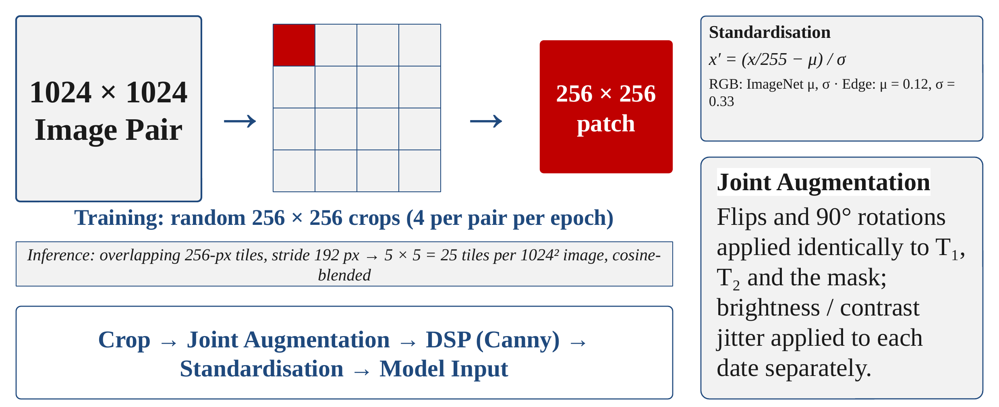 1024 × 1024
Image Pair
→
→
256 × 256
patch
Training: random 256 × 256 crops (4 per pair per epoch)
Inference: overlapping 256-px tiles, stride 192 px → 5 × 5 = 25 tiles per 1024² image, cosine-
blended
Crop → Joint Augmentation → DSP (Canny) →
Standardisation → Model Input
Standardisation
x′ = (x/255 − μ) / σ
RGB: ImageNet μ, σ · Edge: μ = 0.12, σ =
0.33
Joint Augmentation
Flips and 90° rotations
applied identically to T₁,
T₂ and the mask;
brightness / contrast
jitter applied to each
date separately.